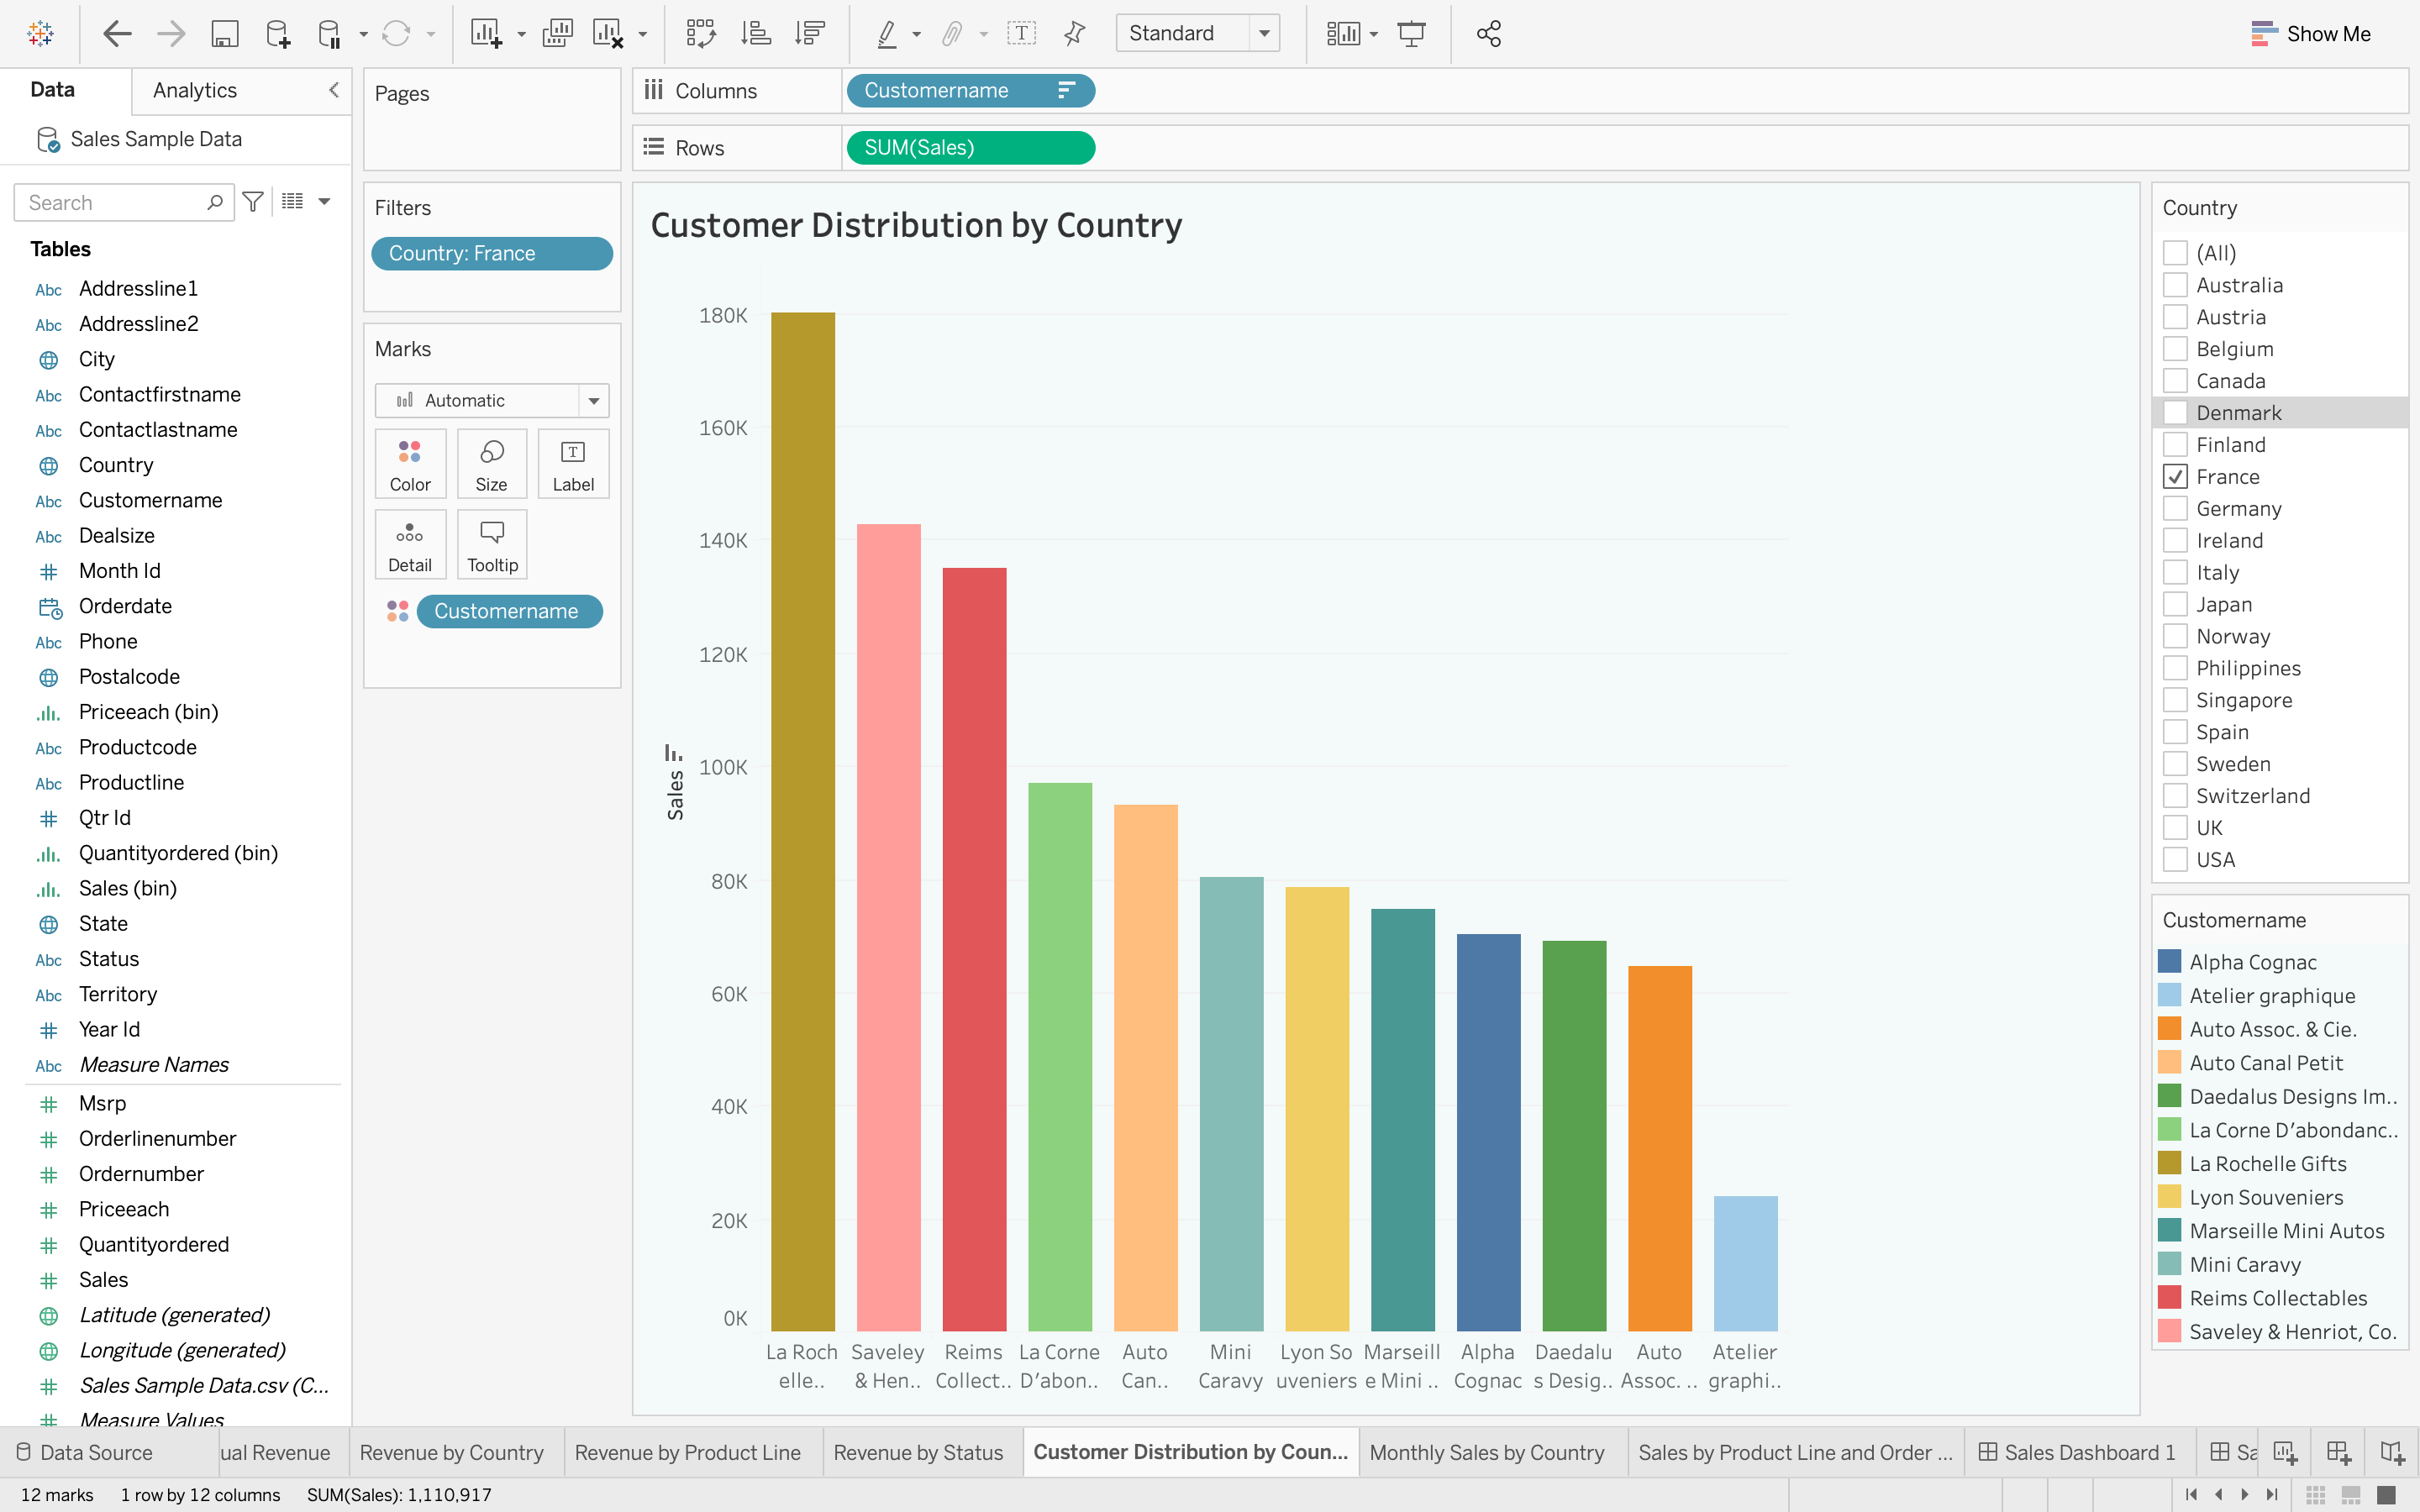 Standard
Show Me
Data
Analytics
Sales Sample Data
Search
Tables
Abc Addressline1
Abc Addressline2
City
Abc Contactfirstname
Abc Contactlastname
Country
Abc Customername
Abc Dealsize
Month Id
Orderdate
Abc Phone
Postalcode
Priceeach (bin)
Abc Productcode
Abc Productline
Qtr Id
Quantityordered (bin)
Sales (bin)
State
Abc Status
Abc Territory
Year Id
Abc Measure Names
Msrp
Orderlinenumber
Ordernumber
Priceeach
Quantityordered
Sales
Latitude (generated)
Longitude (generated)
Sales Sample Data.csv (C...
Measure Values
Pages
Filters
Country: France
Marks
Automatic
Color
Size
T
Label
Detail
Tooltip
Customername
Columns
Customername
Rows
SUM(Sales)
Customer Distribution by Country
Sales
180K
160K
140K
120K
100K
80K
60K
40K
20K
0K
La Roch
elle..
Saveley
& Hen..
Reims
Collect..
La Corne
D'abon..
Auto
Can..
Mini
Caravy
Lyon So
uveniers
Marseill
e Mini ..
Alpha
Cognac
Daedalu
s Desig..
Auto
Assoc. ..
Atelier
graphi..
Country
(All)
Australia
Austria
Belgium
Canada
Denmark
Finland
France
Germany
Ireland
Italy
Japan
Norway
Philippines
Singapore
Spain
Sweden
Switzerland
UK
USA
Customername
Alpha Cognac
Atelier graphique
Auto Assoc. & Cie.
Auto Canal Petit
Daedalus Designs Im..
La Corne D'abondanc..
La Rochelle Gifts
Lyon Souveniers
Marseille Mini Autos
Mini Caravy
Reims Collectables
Saveley & Henriot, Co.
Data Source
ual Revenue
Revenue by Country
Revenue by Product Line
Revenue by Status
Customer Distribution by Coun...
Monthly Sales by Country
Sales by Product Line and Order ...
Sales Dashboard 1
Sa
12 marks
1 row by 12 columns
SUM(Sales): 1,110,917